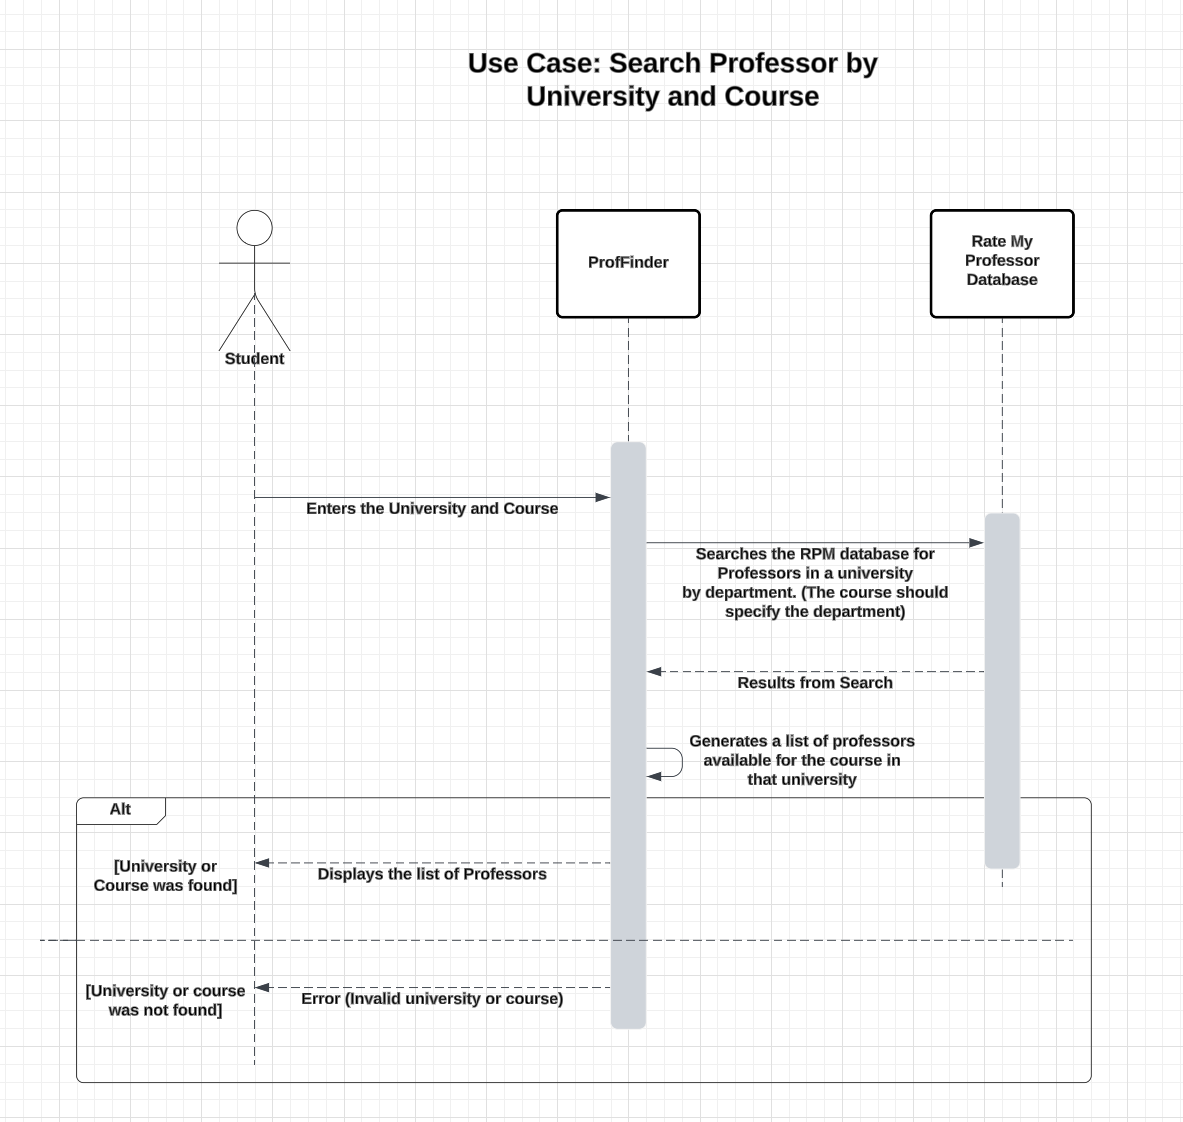 Use Case: Search Professor by
University and Course
ProfFinder
Rate My
Professor
Database
Student
Enters the University and Course
Searches the RPM database for
Professors in a university
by department. (The course should
specify the department)
Results from Search
Generates a list of professors
available for the course in
that university
Alt
[University or
Course was found]
Displays the list of Professors
[University or course
was not found]
Error (Invalid university or course)